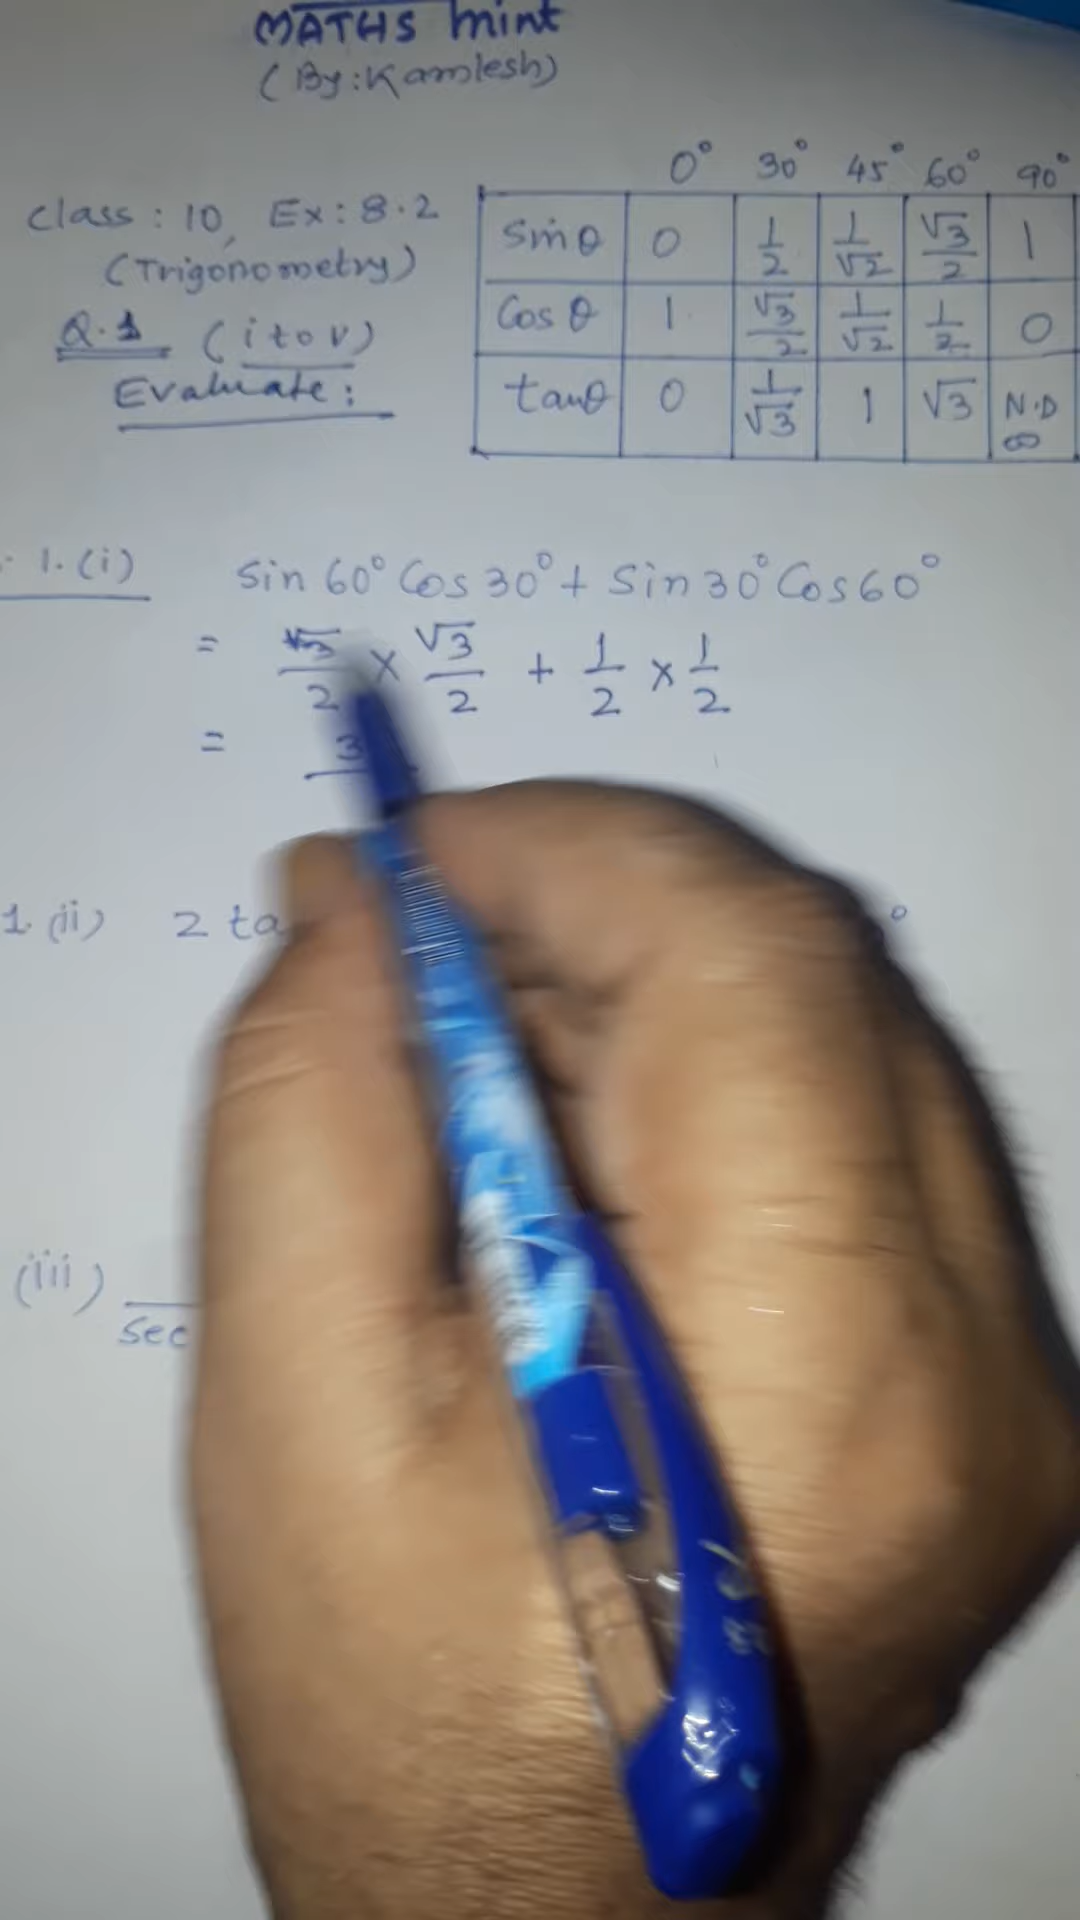 MATHS mint
(By:Kamlesh)
Class: 10, Ex: 8.2
(Trigonometry)
Q.1 (i to v)
Evaluate:
0° 30° 45° 60° 90°
sinθ 0 1/2 1/√2 √3/2 1
Cosθ 1 √3/2 1/√2 1/2 0
tanθ 0 1/√3 1 √3 N.D ∞
1.(i) Sin 60° Cos 30° + Sin 30° Cos 60°
= √3/2 × √3/2 + 1/2 × 1/2
= 3
1.(ii) 2 ta
(iii) sec